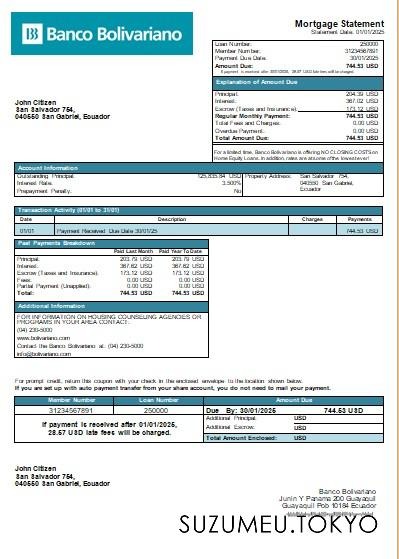 Banco Bolivariano
Mortgage Statement
Statement Date: 01/01/2025
Loan Number: 250000
Member Number: 31234567891
Payment Due Date: 30/01/2025
Amount Due: 744.53 USD
If payment is received after 30/01/2025, 28.57 USD late fees will be charged.
Explanation of Amount Due
Principal: 204.39 USD
Interest: 367.02 USD
Escrow (Taxes and Insurance): 173.12 USD
Regular Monthly Payment: 744.53 USD
Total Fees and Charges: 0.00 USD
Overdue Payment: 0.00 USD
Total Amount Due: 744.53 USD
For a limited time, Banco Bolivariano is offering NO CLOSING COSTS on
Home Equity Loans. In addition, rates are at some of the lowest ever!
John Citizen
San Salvador 754,
040550 San Gabriel, Ecuador
Account Information
Outstanding Principal: 125,835.84 USD
Interest Rate: 3.500%
Prepayment Penalty: No
Property Address: San Salvador 754,
040550 San Gabriel,
Ecuador
Transaction Activity (01/01 to 31/01)
Date Description Charges Payments
01/01 Payment Received Due Date 30/01/25 744.53 USD
Past Payments Breakdown
Paid Last Month Paid Year To Date
Principal: 203.79 USD 203.79 USD
Interest: 367.62 USD 367.62 USD
Escrow (Taxes and Insurance): 173.12 USD 173.12 USD
Fees: 0.00 USD 0.00 USD
Partial Payment (Unapplied): 0.00 USD 0.00 USD
Total: 744.53 USD 744.53 USD
Additional Information
FOR INFORMATION ON HOUSING COUNSELING AGENCIES OR
PROGRAMS IN YOUR AREA CONTACT:
(04) 230-5000
www.bolivariano.com
Contact the Banco Bolivariano at: (04) 230-5000
info@bolivariano.com
For prompt credit, return this coupon with your check in the enclosed envelope to the location shown below.
If you are set up with auto payment transfer from your share account, you do not need to mail your payment.
Member Number Loan Number Amount Due
31234567891 250000 Due By: 30/01/2025 744.53 USD
If payment is received after 01/01/2025,
28.57 USD late fees will be charged.
Additional Principal: USD
Additional Escrow: USD
Total Amount Enclosed: USD
John Citizen
San Salvador 754,
040550 San Gabriel, Ecuador
Banco Bolivariano
Junin Y Panama 200 Guayaquil
Guayaquil Pob 10184 Ecuador
SUZUMEU.TOKYO